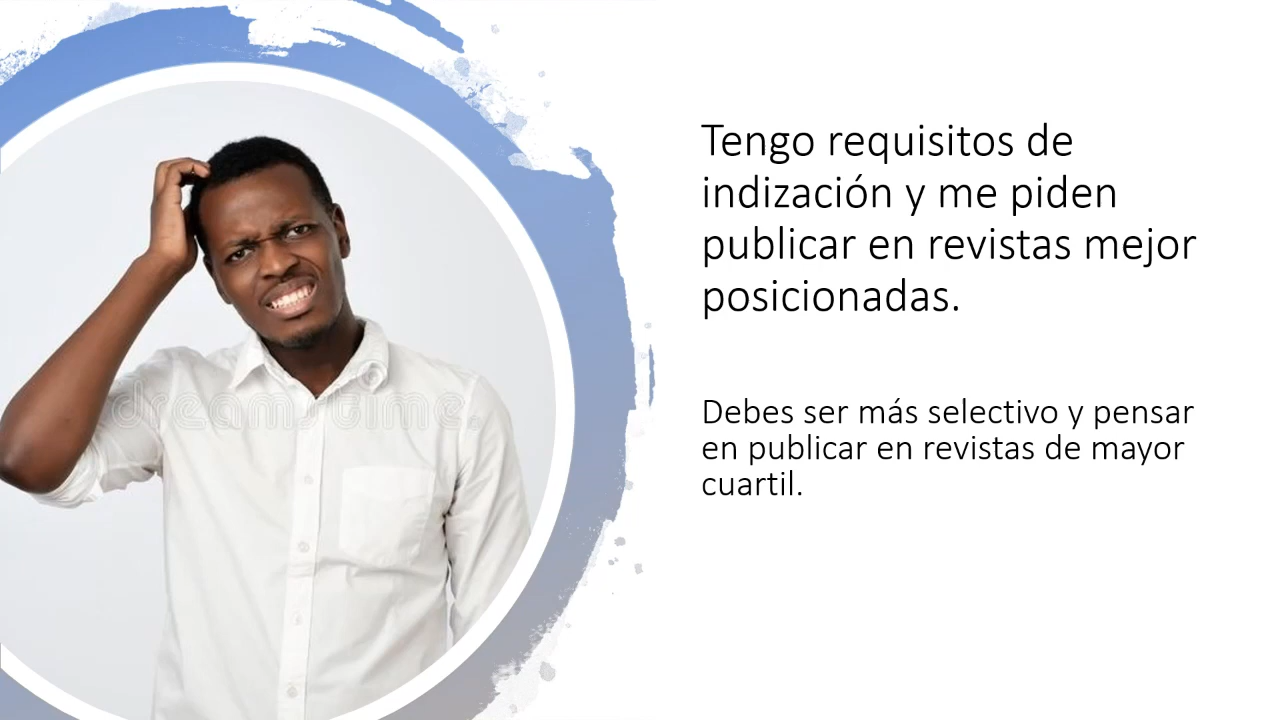 Tengo requisitos de
indización y me piden
publicar en revistas mejor
posicionadas.
Debes ser más selectivo y pensar
en publicar en revistas de mayor
cuartil.
dreamstime